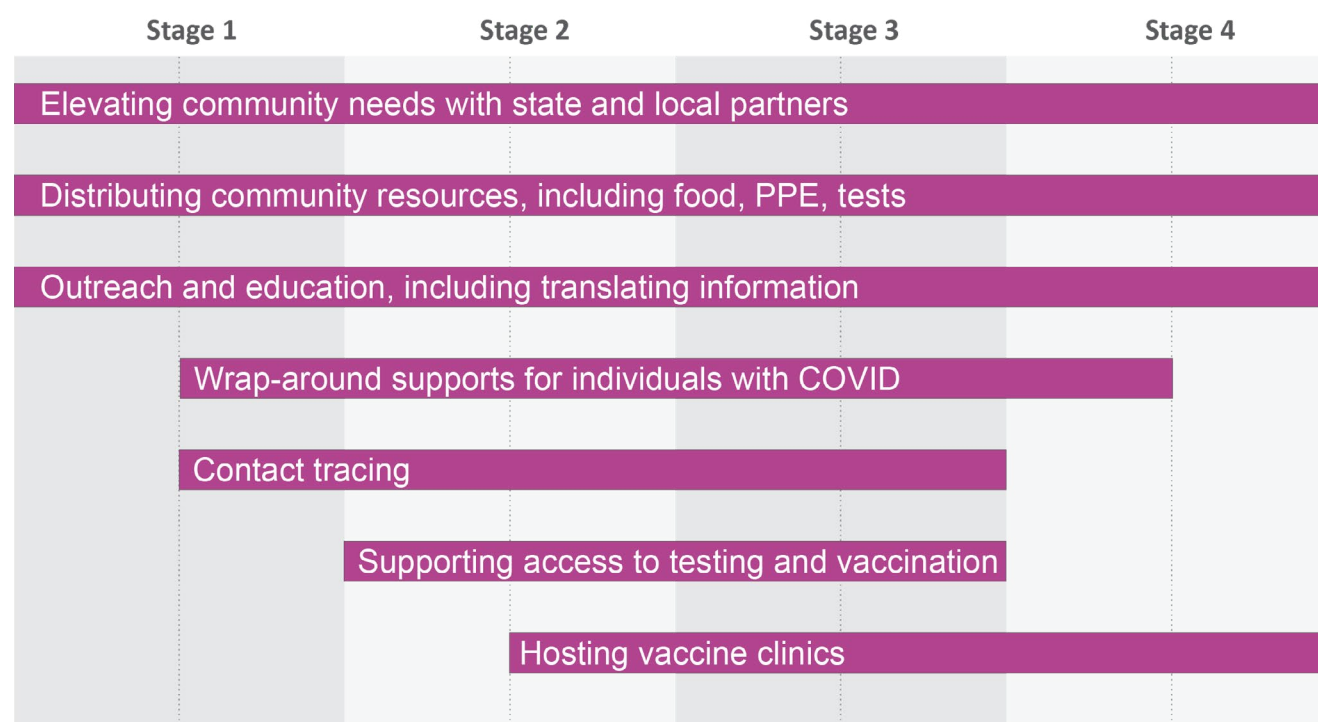 Stage 1 Stage 2 Stage 3 Stage 4
Elevating community needs with state and local partners
Distributing community resources, including food, PPE, tests
Outreach and education, including translating information
Wrap-around supports for individuals with COVID
Contact tracing
Supporting access to testing and vaccination
Hosting vaccine clinics